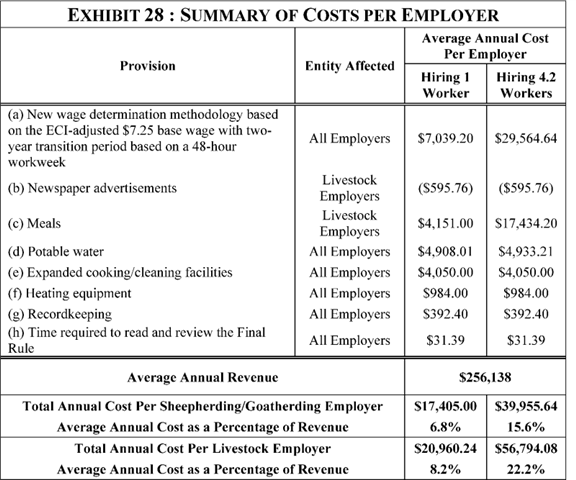 EXHIBIT 28 : SUMMARY OF COSTS PER EMPLOYER
Provision
Entity Affected
Average Annual Cost
Per Employer
Hiring 1
Worker
Hiring 4.2
Workers
(a) New wage determination methodology based
on the ECI-adjusted $7.25 base wage with two-
year transition period based on a 48-hour
workweek
All Employers
$7,039.20
$29,564.64
(b) Newspaper advertisements
Livestock
Employers
($595.76)
($595.76)
(c) Meals
Livestock
Employers
$4,151.00
$17,434.20
(d) Potable water
All Employers
$4,908.01
$4,933.21
(e) Expanded cooking/cleaning facilities
All Employers
$4,050.00
$4,050.00
(f) Heating equipment
All Employers
$984.00
$984.00
(g) Recordkeeping
All Employers
$392.40
$392.40
(h) Time required to read and review the Final
Rule
All Employers
$31.39
$31.39
Average Annual Revenue
$256,138
Total Annual Cost Per Sheepherding/Goatherding Employer
$17,405.00
$39,955.64
Average Annual Cost as a Percentage of Revenue
6.8%
15.6%
Total Annual Cost Per Livestock Employer
$20,960.24
$56,794.08
Average Annual Cost as a Percentage of Revenue
8.2%
22.2%